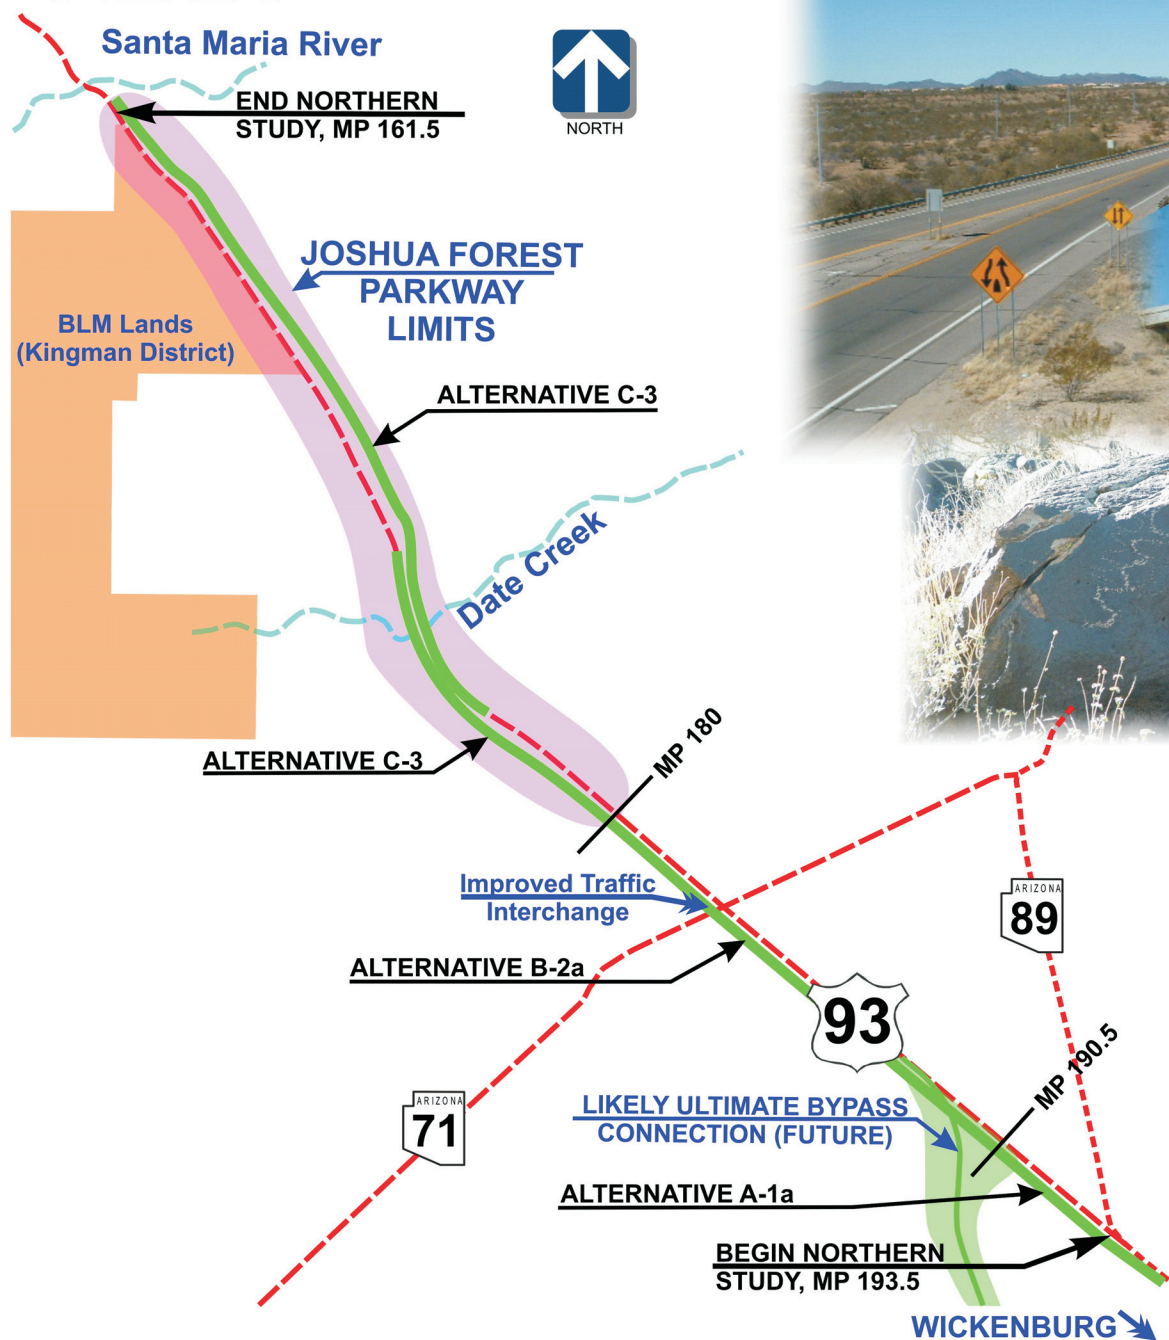 Santa Maria River
END NORTHERN
STUDY, MP 161.5
NORTH
JOSHUA FOREST
PARKWAY
LIMITS
BLM Lands
(Kingman District)
ALTERNATIVE C-3
Date Creek
ALTERNATIVE C-3
MP 180
Improved Traffic
Interchange
ARIZONA
89
ALTERNATIVE B-2a
93
MP 190.5
ARIZONA
71
LIKELY ULTIMATE BYPASS
CONNECTION (FUTURE)
ALTERNATIVE A-1a
BEGIN NORTHERN
STUDY, MP 193.5
WICKENBURG